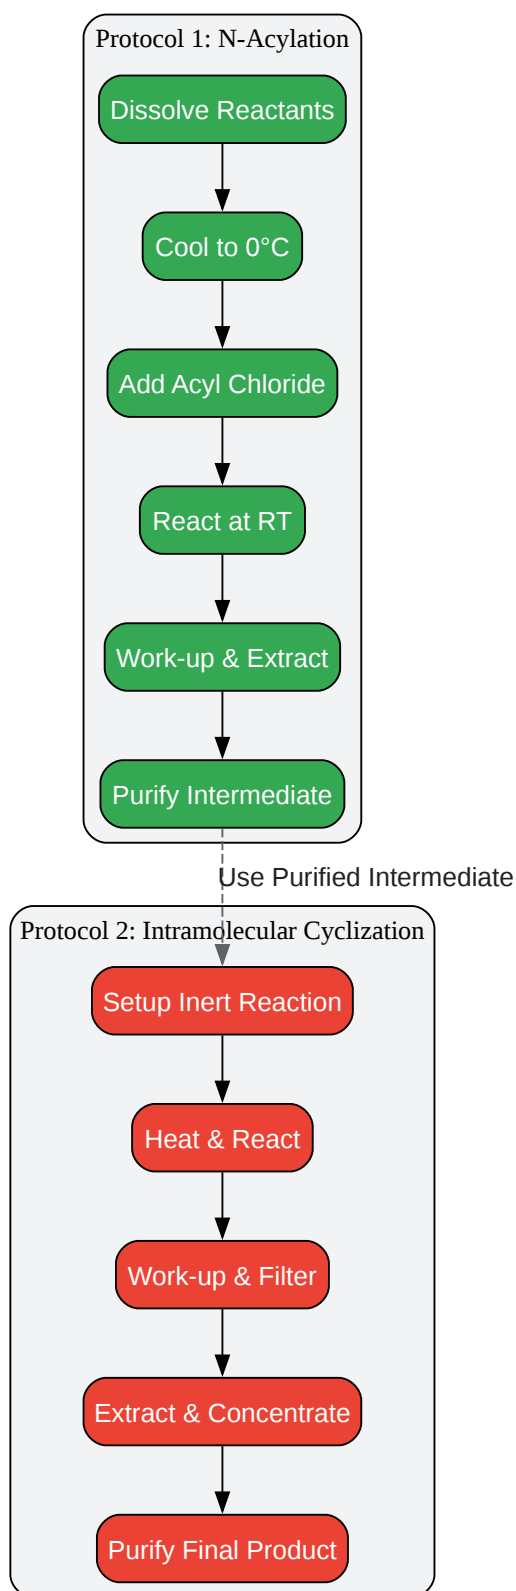 Protocol 1: N-Acylation
Dissolve Reactants
Cool to 0°C
Add Acyl Chloride
React at RT
Work-up & Extract
Purify Intermediate
Use Purified Intermediate
Protocol 2: Intramolecular Cyclization
Setup Inert Reaction
Heat & React
Work-up & Filter
Extract & Concentrate
Purify Final Product